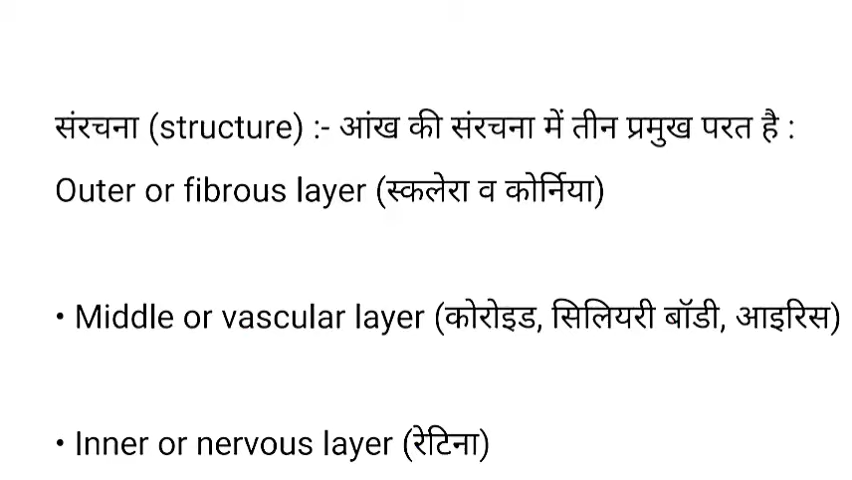 संरचना (structure) :- आंख की संरचना में तीन प्रमुख परत है :
Outer or fibrous layer (स्कलेरा व कोर्निया)
• Middle or vascular layer (कोरोइड, सिलियरी बॉडी, आइरिस)
• Inner or nervous layer (रेटिना)